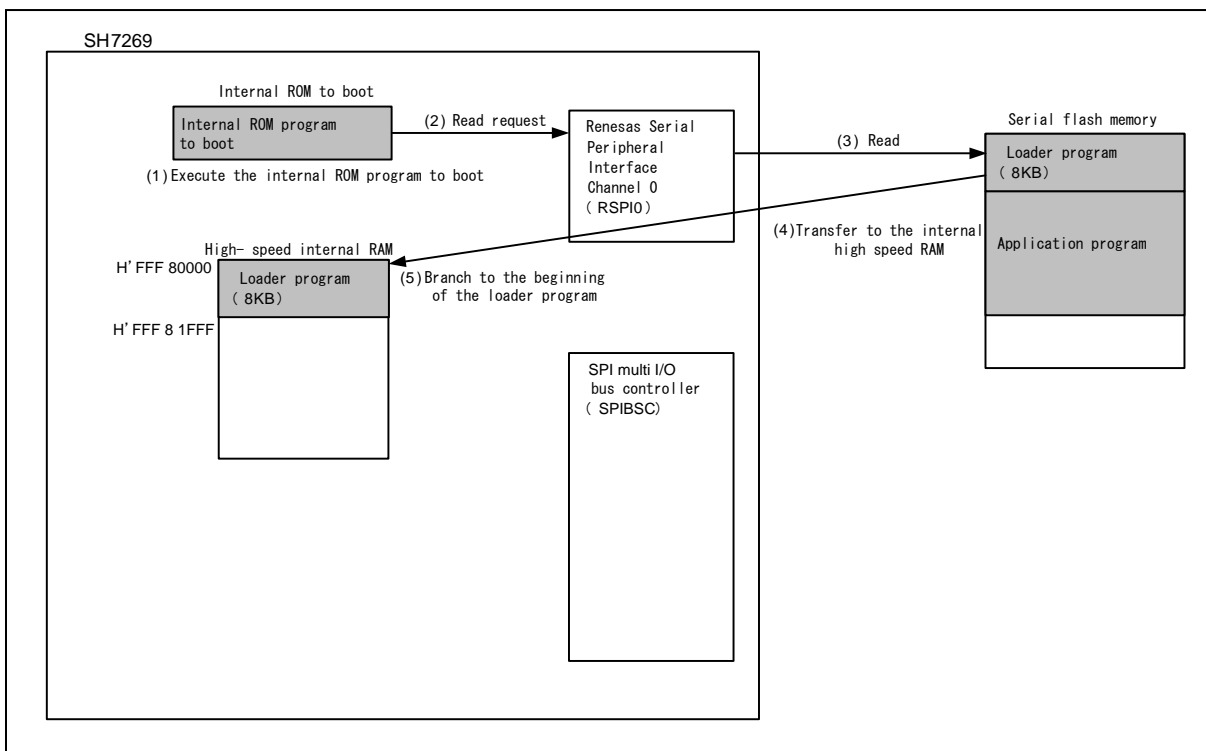 SH7269
Internal ROM to boot
Internal ROM program
to boot
(1)Execute the internal ROM program to boot
(2) Read request
Renesas Serial
Peripheral
Interface
Channel 0
( RSPI0)
(3) Read
Serial flash memory
Loader program
( 8KB)
Application program
(4)Transfer to the internal
high speed RAM
High- speed internal RAM
H' FFF 80000
Loader program
( 8KB)
(5)Branch to the beginning
of the loader program
H' FFF 8 1FFF
SPI multi I/O
bus controller
( SPIBSC)